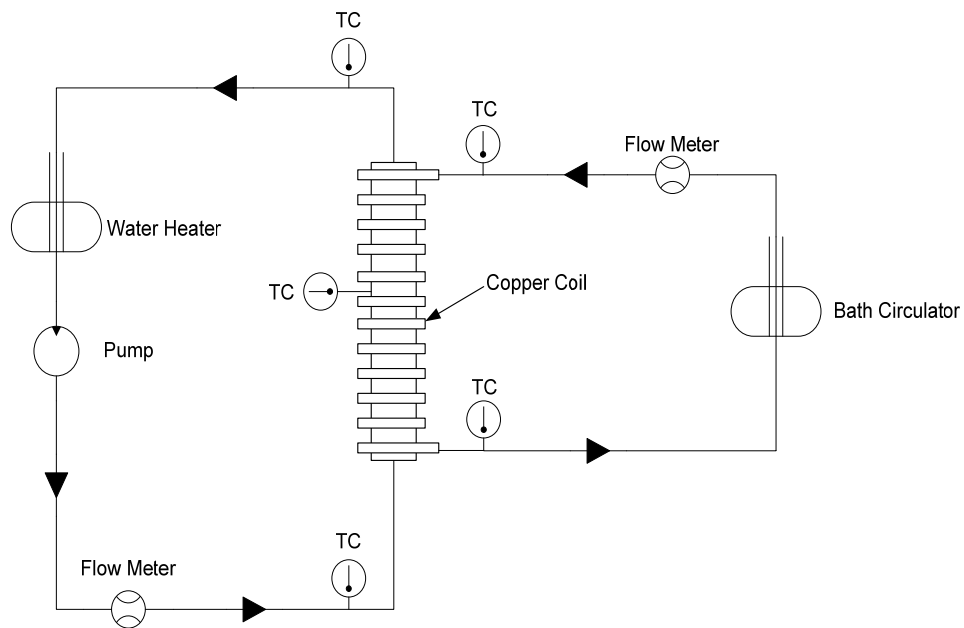 TC
TC
Flow Meter
Water Heater
TC
Copper Coil
Bath Circulator
Pump
TC
TC
Flow Meter